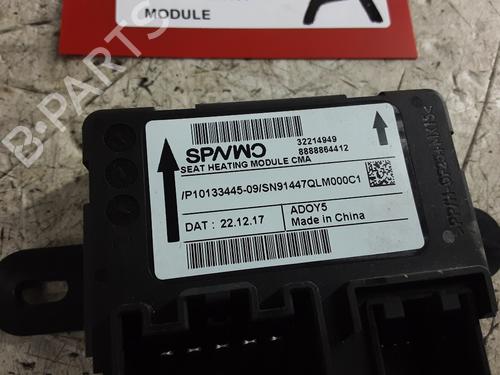 MODULE
B-PARTS
32214949
8888864412
SEAT HEATING MODULE CMA
/P10133445-09/SN91447QLM000C1
DAT : 22.12.17
ADOY5
Made in China